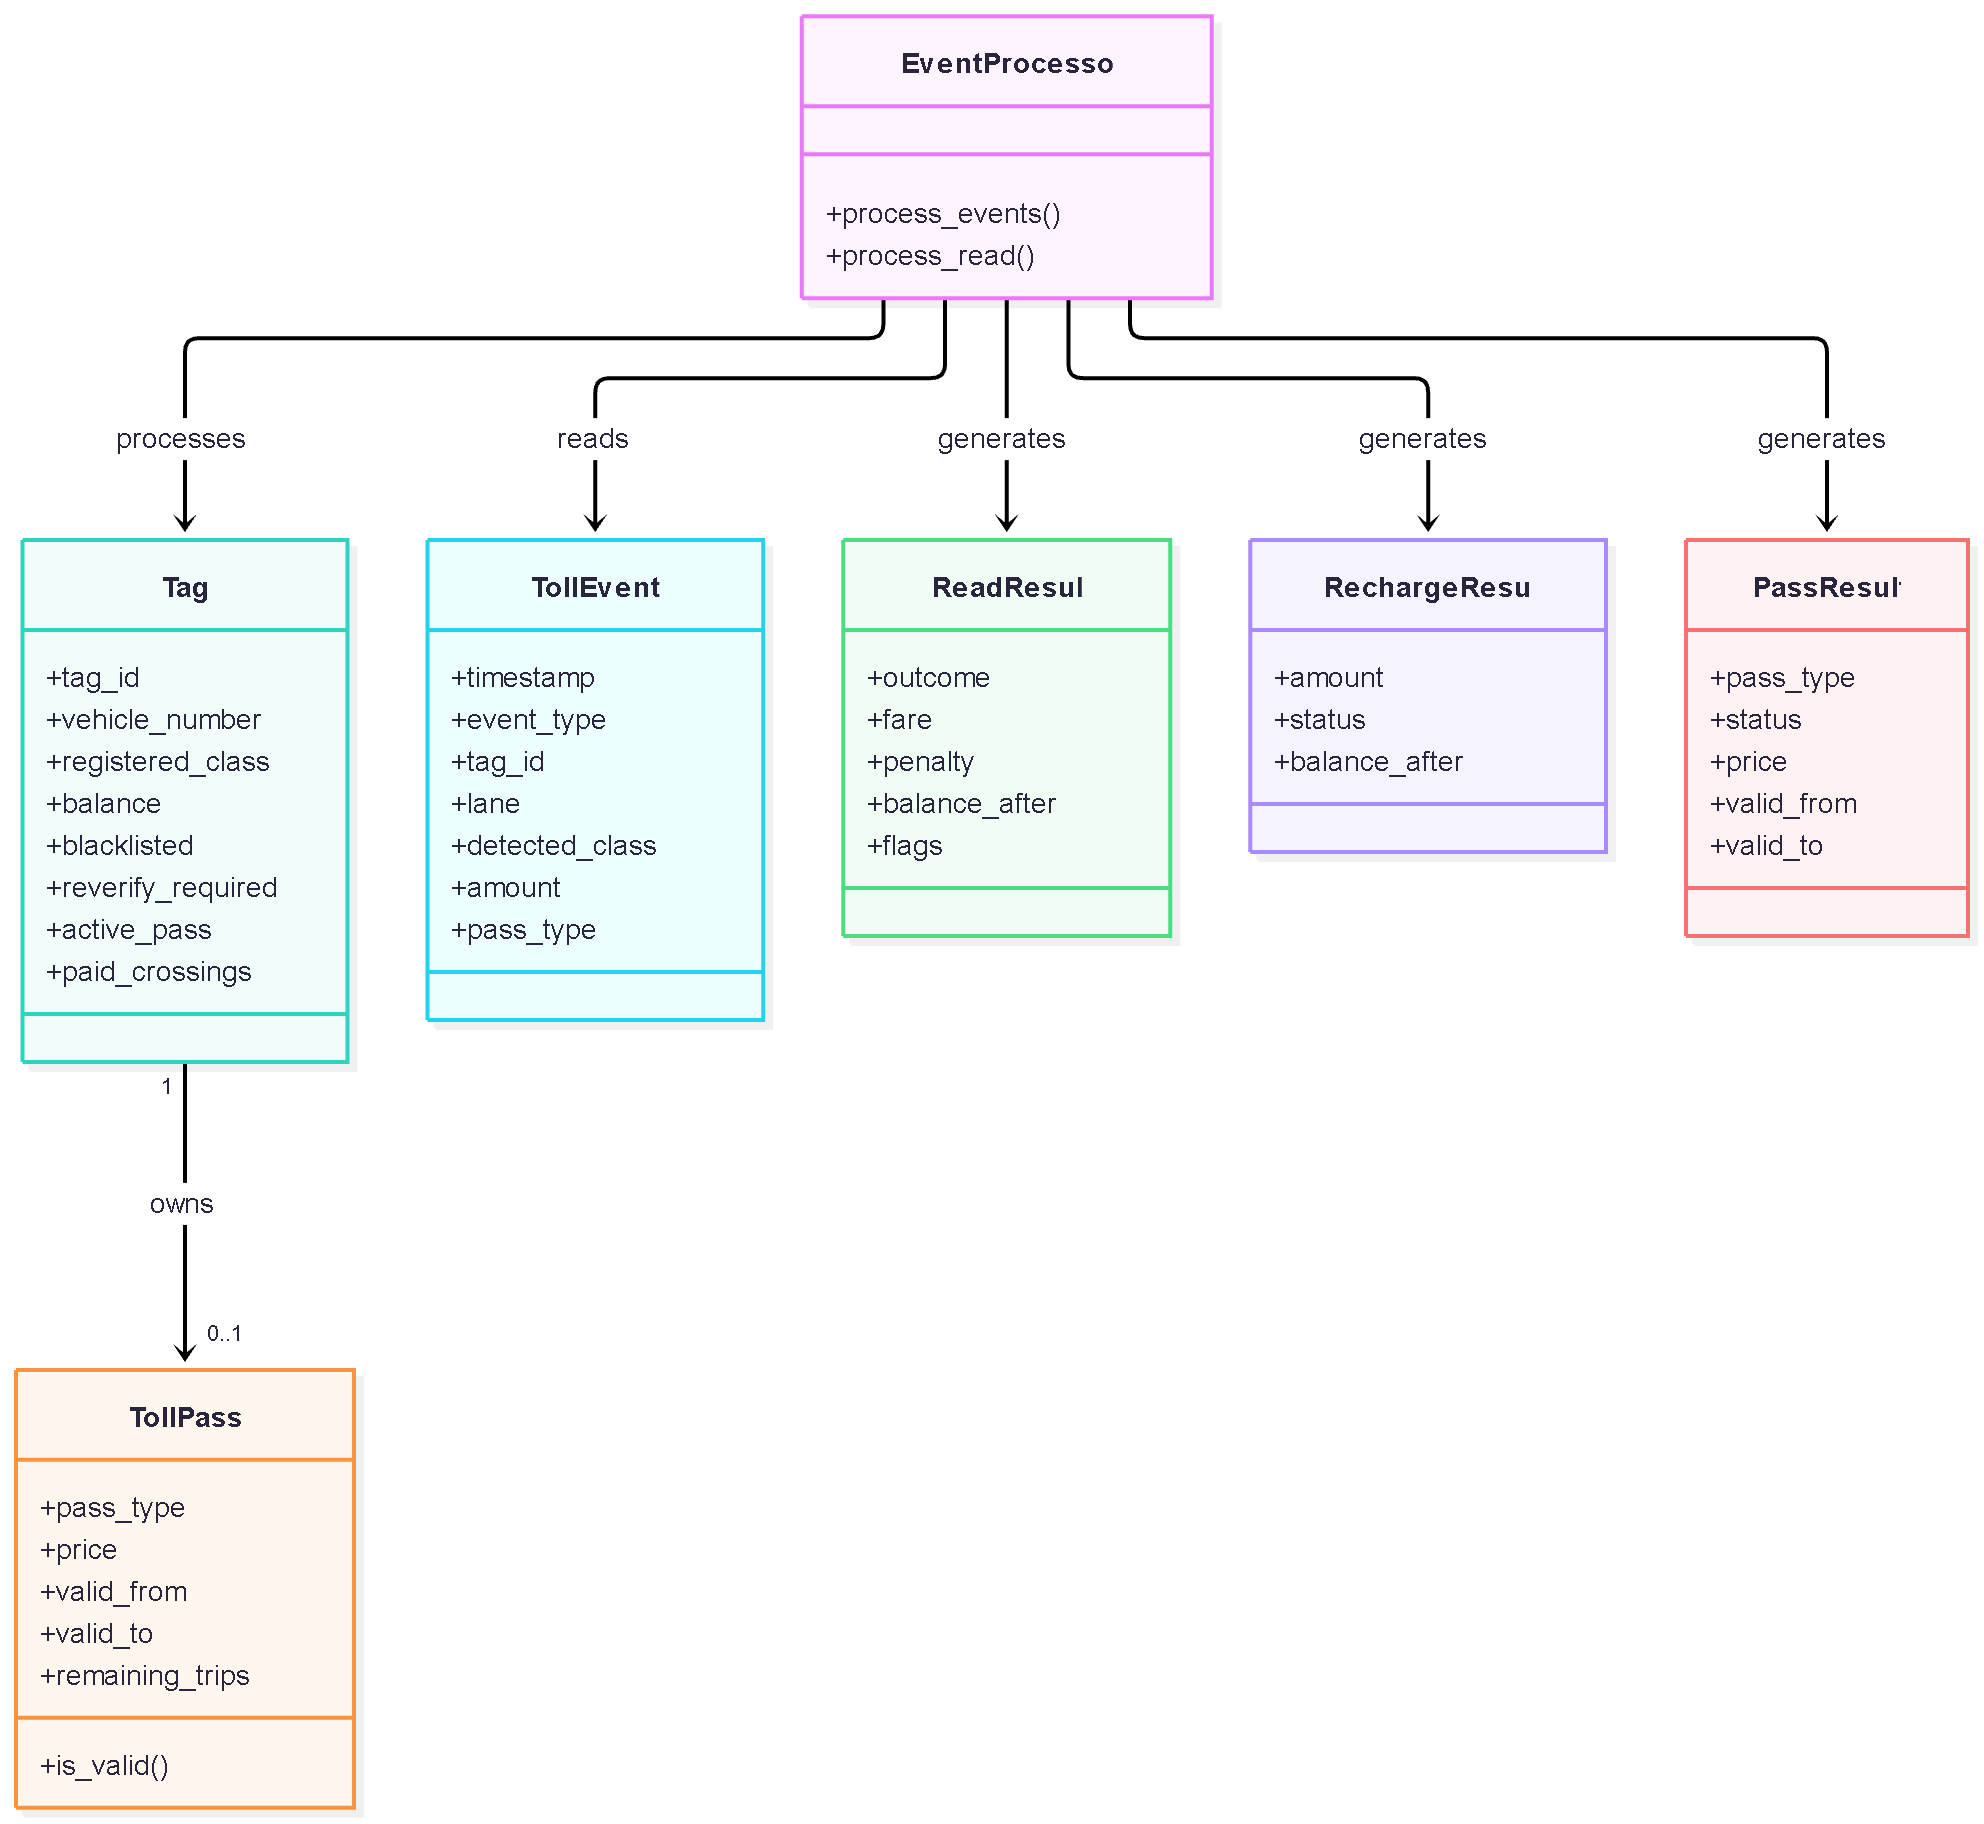 EventProcesso
+process_events()
+process_read()
processes
reads
generates
generates
generates
Tag
+tag_id
+vehicle_number
+registered_class
+balance
+blacklisted
+reverify_required
+active_pass
+paid_crossings
TollEvent
+timestamp
+event_type
+tag_id
+lane
+detected_class
+amount
+pass_type
ReadResul
+outcome
+fare
+penalty
+balance_after
+flags
RechargeResu
+amount
+status
+balance_after
PassResul
+pass_type
+status
+price
+valid_from
+valid_to
1
owns
0..1
TollPass
+pass_type
+price
+valid_from
+valid_to
+remaining_trips
+is_valid()